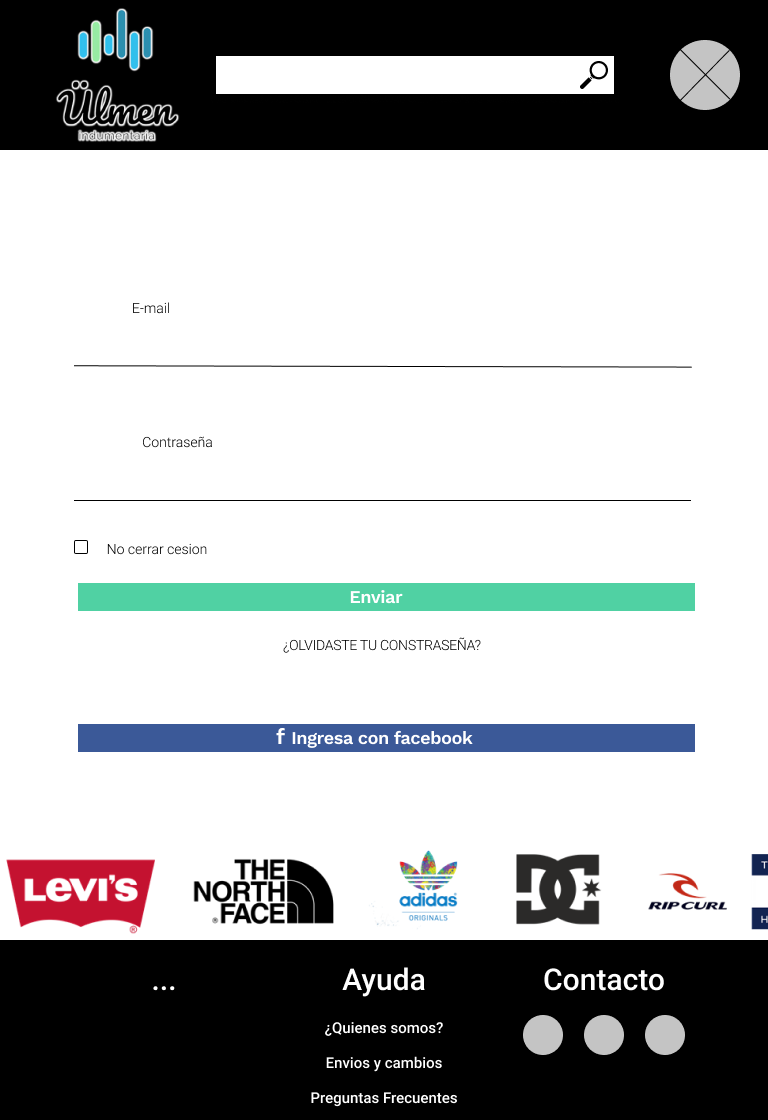 Ülmen
Indumentaria
E-mail
Contraseña
No cerrar cesion
Enviar
¿OLVIDASTE TU CONSTRASEÑA?
f Ingresa con facebook
LEVI'S
®
THE
NORTH
FACE
®
adidas
ORIGINALS
DC
RIP CURL
T
H
...
Ayuda
Contacto
¿Quienes somos?
Envios y cambios
Preguntas Frecuentes